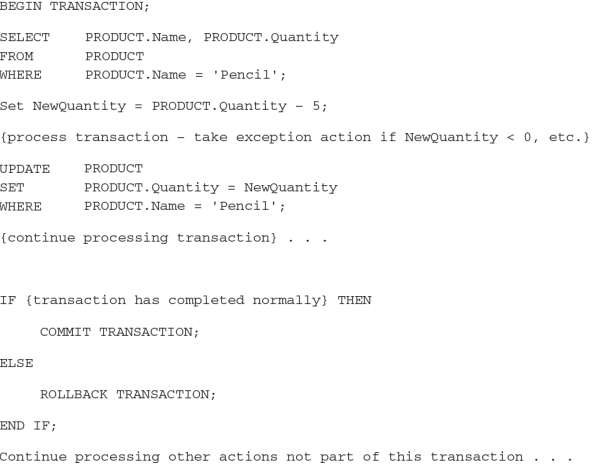 BEGIN TRANSACTION;
SELECT PRODUCT.Name, PRODUCT.Quantity
FROM PRODUCT
WHERE PRODUCT.Name = 'Pencil';
Set NewQuantity = PRODUCT.Quantity – 5;
{process transaction – take exception action if NewQuantity < 0, etc.}
UPDATE PRODUCT
SET PRODUCT.Quantity = NewQuantity
WHERE PRODUCT.Name = 'Pencil';
{continue processing transaction} . . .
IF {transaction has completed normally} THEN
COMMIT TRANSACTION;
ELSE
ROLLBACK TRANSACTION;
END IF;
Continue processing other actions not part of this transaction . . .